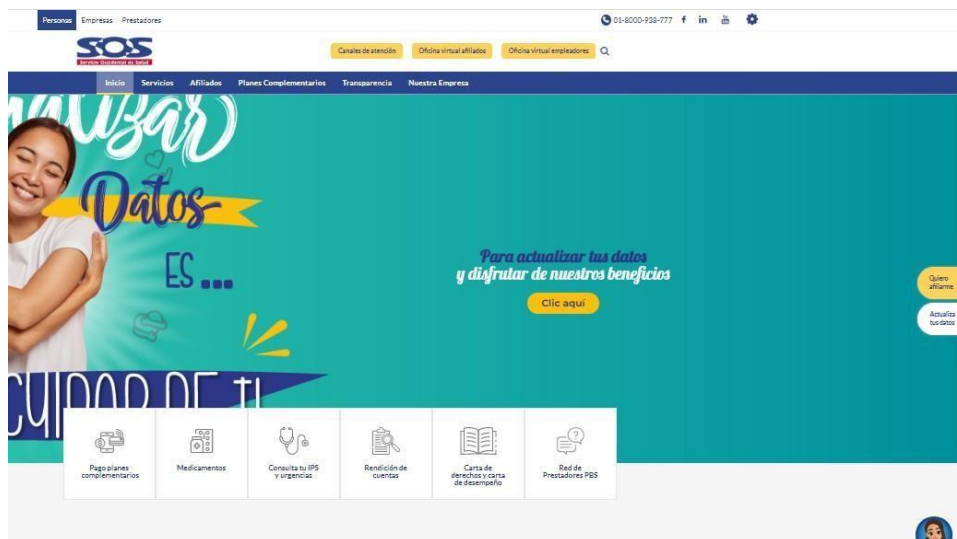 Personas Empresas Prestadores
01-8000-938-777
SOS
Servicio Occidental de Salud
Canales de atención Oficina virtual afiliados Oficina virtual empleadores
Inicio Servicios Afiliados Planes Complementarios Transparencia Nuestra Empresa
Datos
ES ...
CUIDAR DE TI
Para actualizar tus datos
y disfrutar de nuestros beneficios
Clic aquí
Quiero
afiliarme
Actualiza
tus datos
Pago planes
complementarios
Medicamentos
Consulta tu IPS
y urgencias
Rendición de
cuentas
Carta de
derechos y carta
de desempeño
Red de
Prestadores PBS